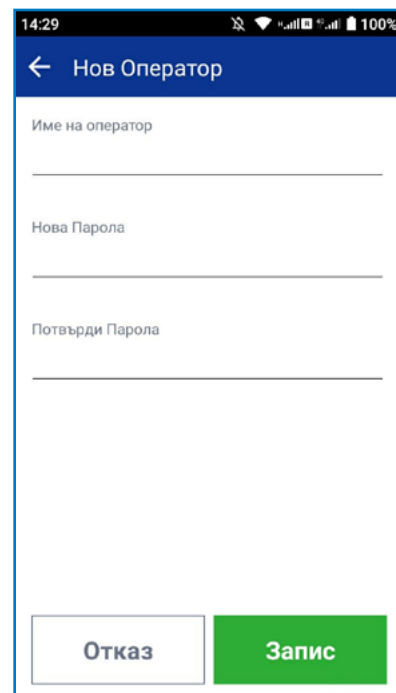 14:29 100%
Нов Оператор
Име на оператор
Нова Парола
Потвърди Парола
Отказ Запис